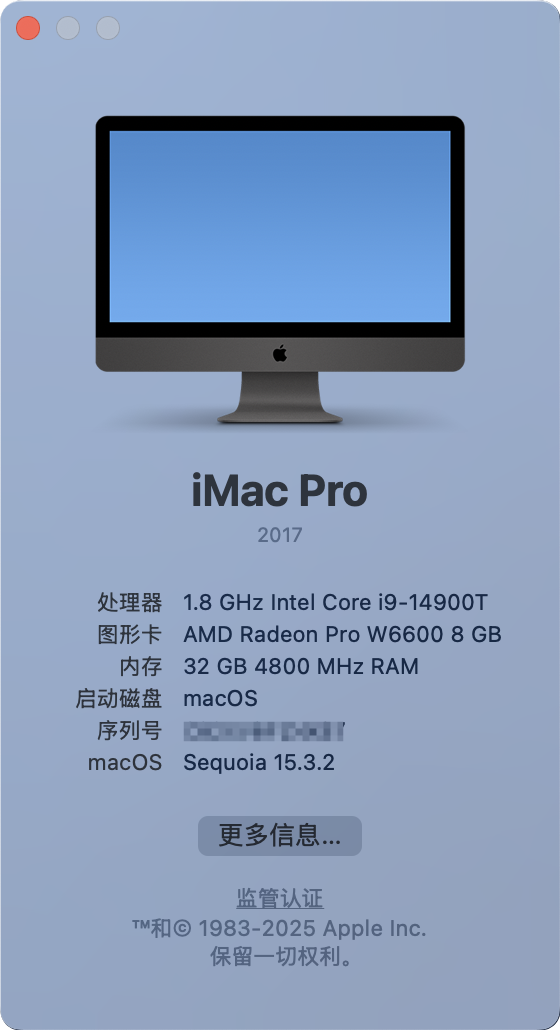 iMac Pro
2017
处理器 1.8 GHz Intel Core i9-14900T
图形卡 AMD Radeon Pro W6600 8 GB
内存 32 GB 4800 MHz RAM
启动磁盘 macOS
序列号
macOS Sequoia 15.3.2
更多信息...
监管认证
™和© 1983-2025 Apple Inc.
保留一切权利。